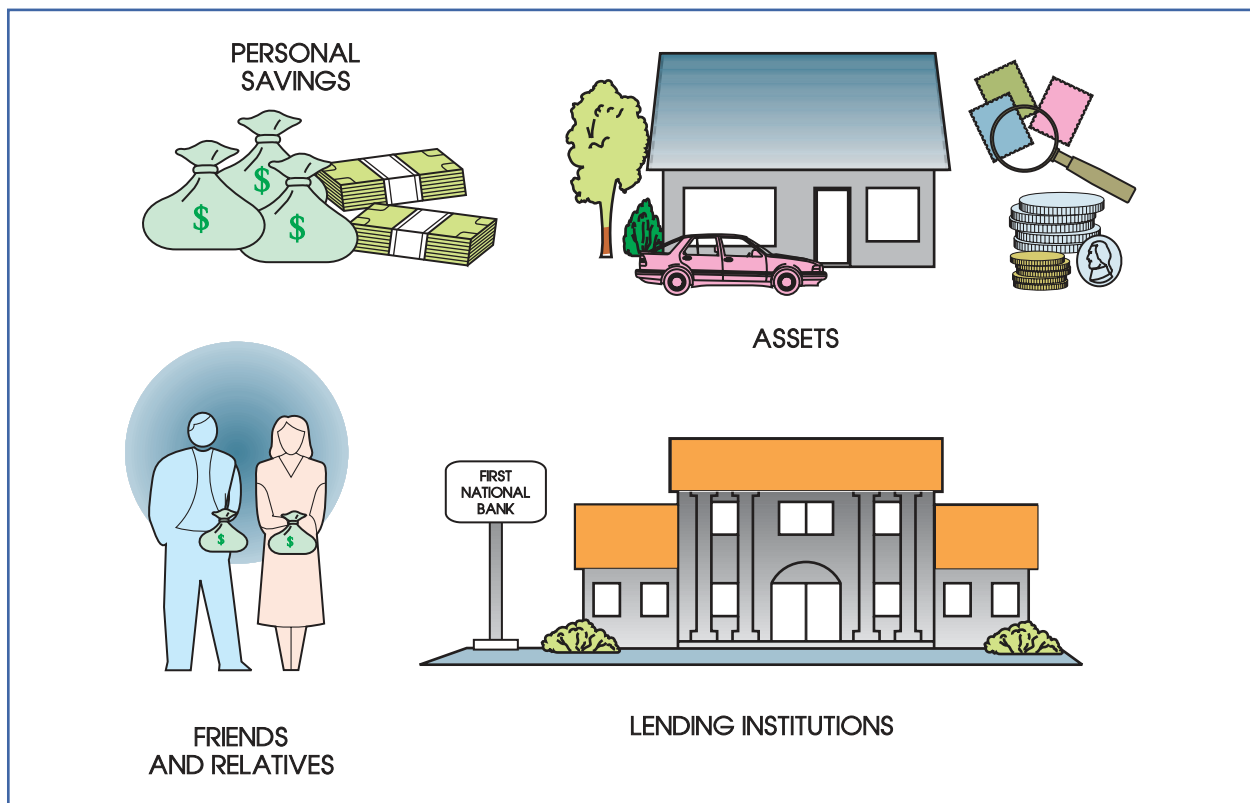 PERSONAL
SAVINGS
$
$
$
ASSETS
FIRST
NATIONAL
BANK
$
$
FRIENDS
AND RELATIVES
LENDING INSTITUTIONS